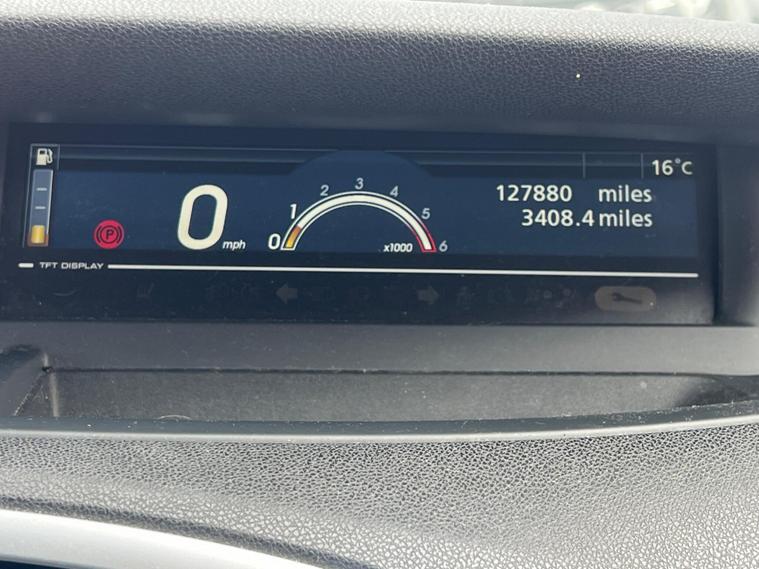 16°C
127880 miles
3408.4 miles
0 mph
0 1 2 3 4 5 6
x1000
P
TFT DISPLAY